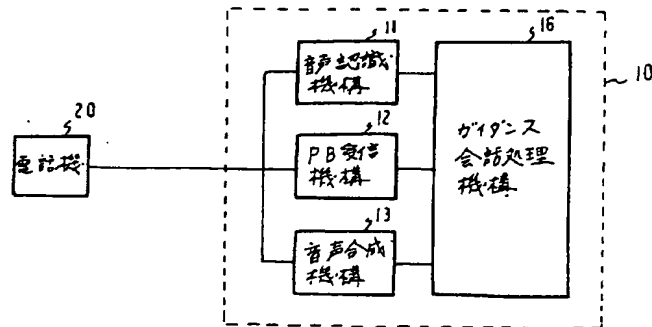 20
電話機
11
音声認識
機構
12
PB受信
機構
13
音声合成
機構
16
ガイダンス
会話処理
機構
10